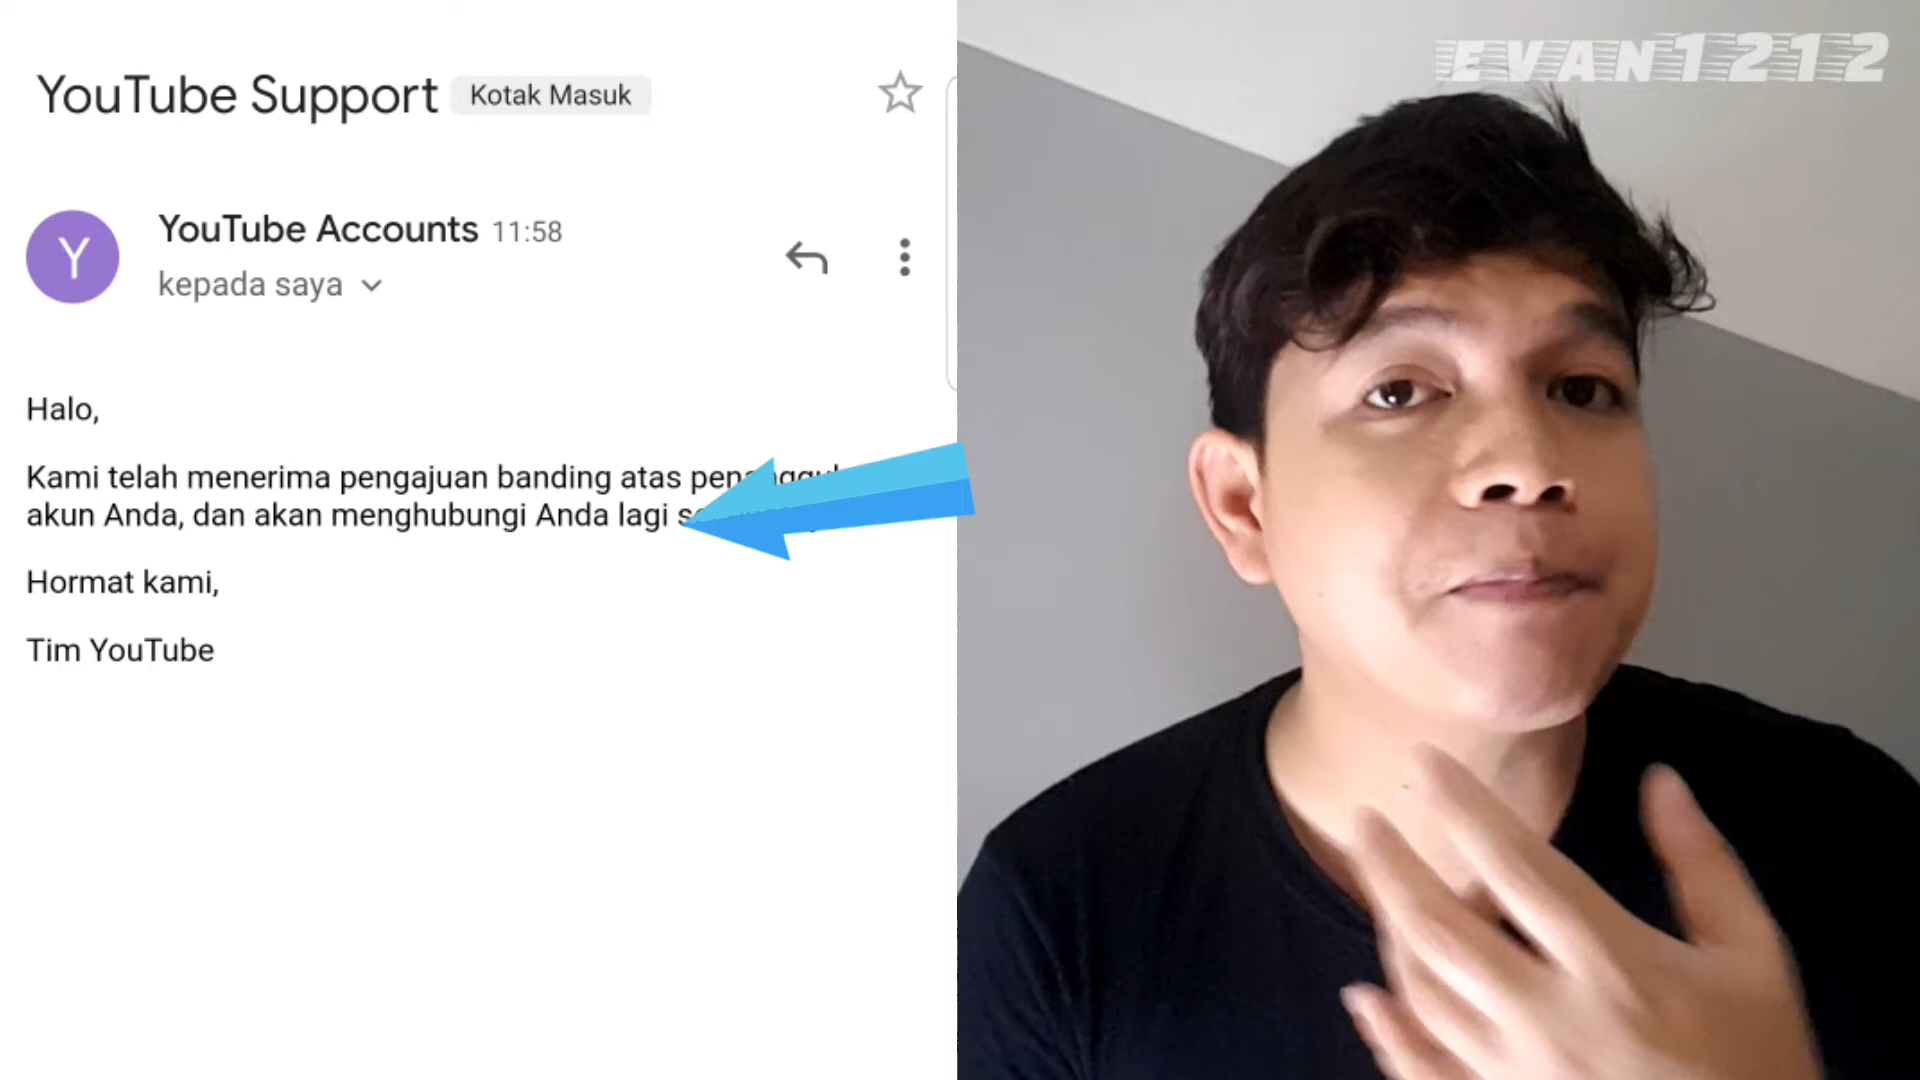 EVAN1212
YouTube Support Kotak Masuk
Y
YouTube Accounts 11:58
kepada saya
Halo,
Kami telah menerima pengajuan banding atas
akun Anda, dan akan menghubungi Anda lagi
Hormat kami,
Tim YouTube